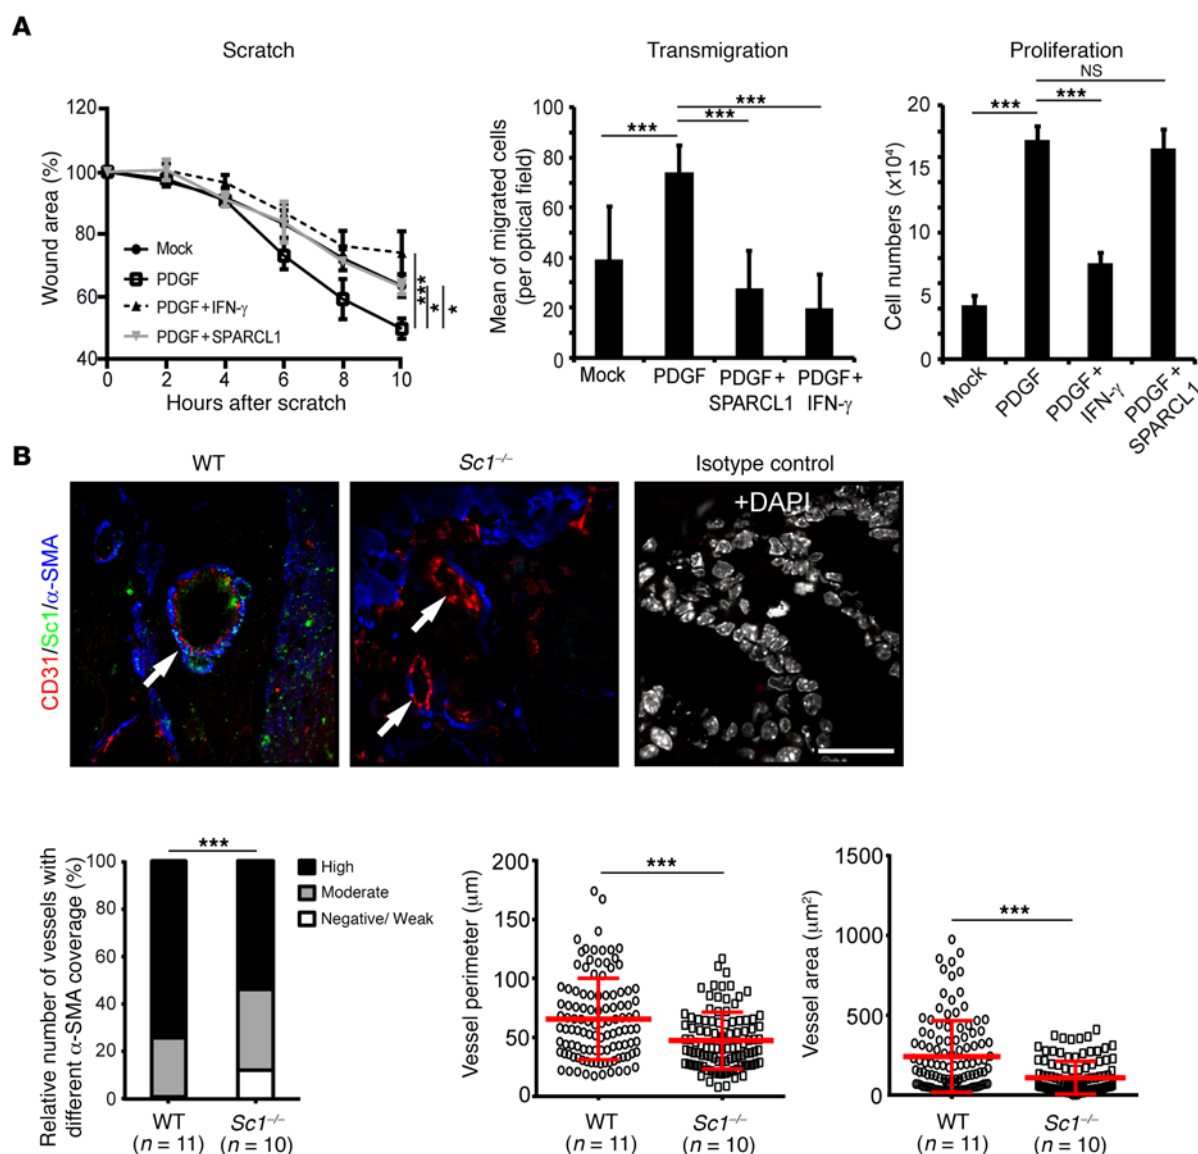 A
Scratch
Wound area (%)
120
100
80
60
40
0
2
4
6
8
10
Hours after scratch
Mock
PDGF
PDGF+IFN-γ
PDGF+SPARCL1
***
*
*
Transmigration
Mean of migrated cells
(per optical field)
100
80
60
40
20
0
***
***
***
Mock
PDGF
PDGF+
SPARCL1
PDGF+
IFN-γ
Proliferation
NS
***
***
Cell numbers (x10⁴)
20
15
10
5
0
Mock
PDGF
PDGF+
IFN-γ
PDGF+
SPARCL1
B
WT
Sc1⁻/⁻
Isotype control
CD31/Sc1/α-SMA
+DAPI
Relative number of vessels with
different α-SMA coverage (%)
100
80
60
40
20
0
***
High
Moderate
Negative/ Weak
WT
(n = 11)
Sc1⁻/⁻
(n = 10)
Vessel perimeter (μm)
200
150
100
50
0
***
WT
(n = 11)
Sc1⁻/⁻
(n = 10)
Vessel area (μm²)
1500
1000
500
0
***
WT
(n = 11)
Sc1⁻/⁻
(n = 10)